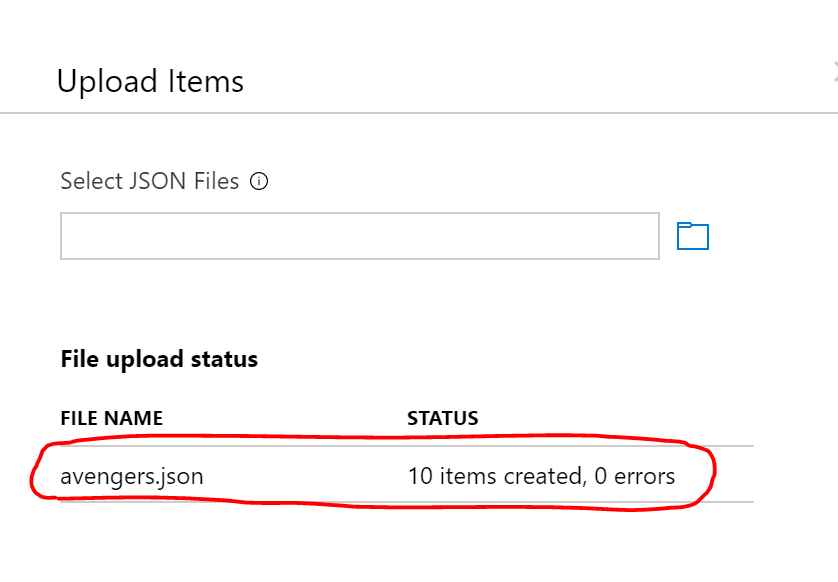 Upload Items
Select JSON Files
File upload status
FILE NAME STATUS
avengers.json 10 items created, 0 errors